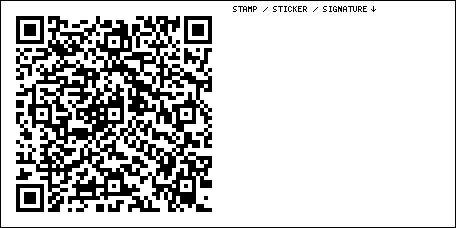 STAMP / STICKER / SIGNATURE ↓